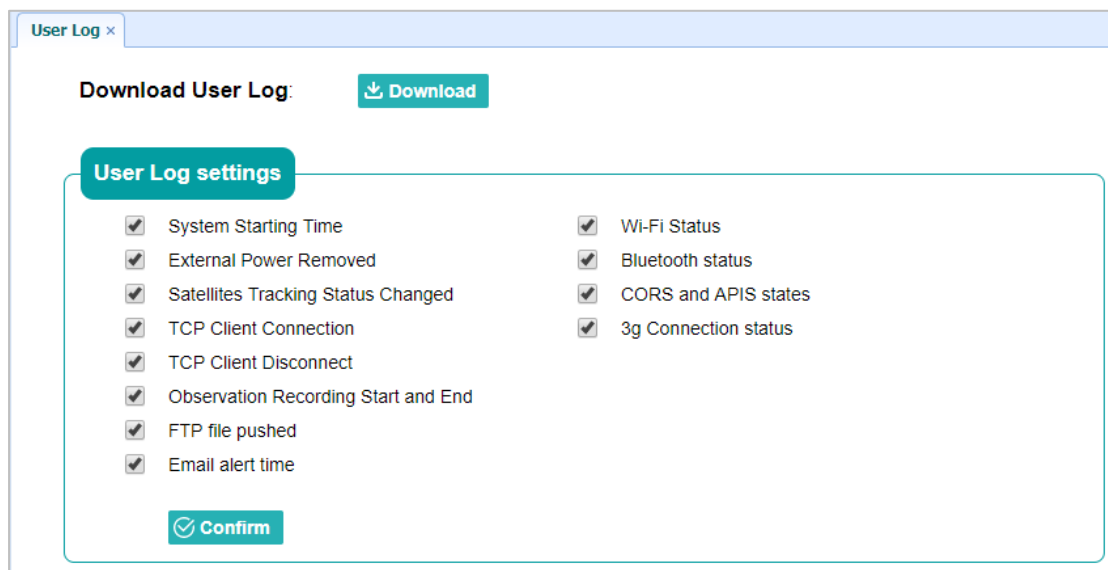 User Log ×
Download User Log:
Download
User Log settings
System Starting Time
External Power Removed
Satellites Tracking Status Changed
TCP Client Connection
TCP Client Disconnect
Observation Recording Start and End
FTP file pushed
Email alert time
Wi-Fi Status
Bluetooth status
CORS and APIS states
3g Connection status
Confirm